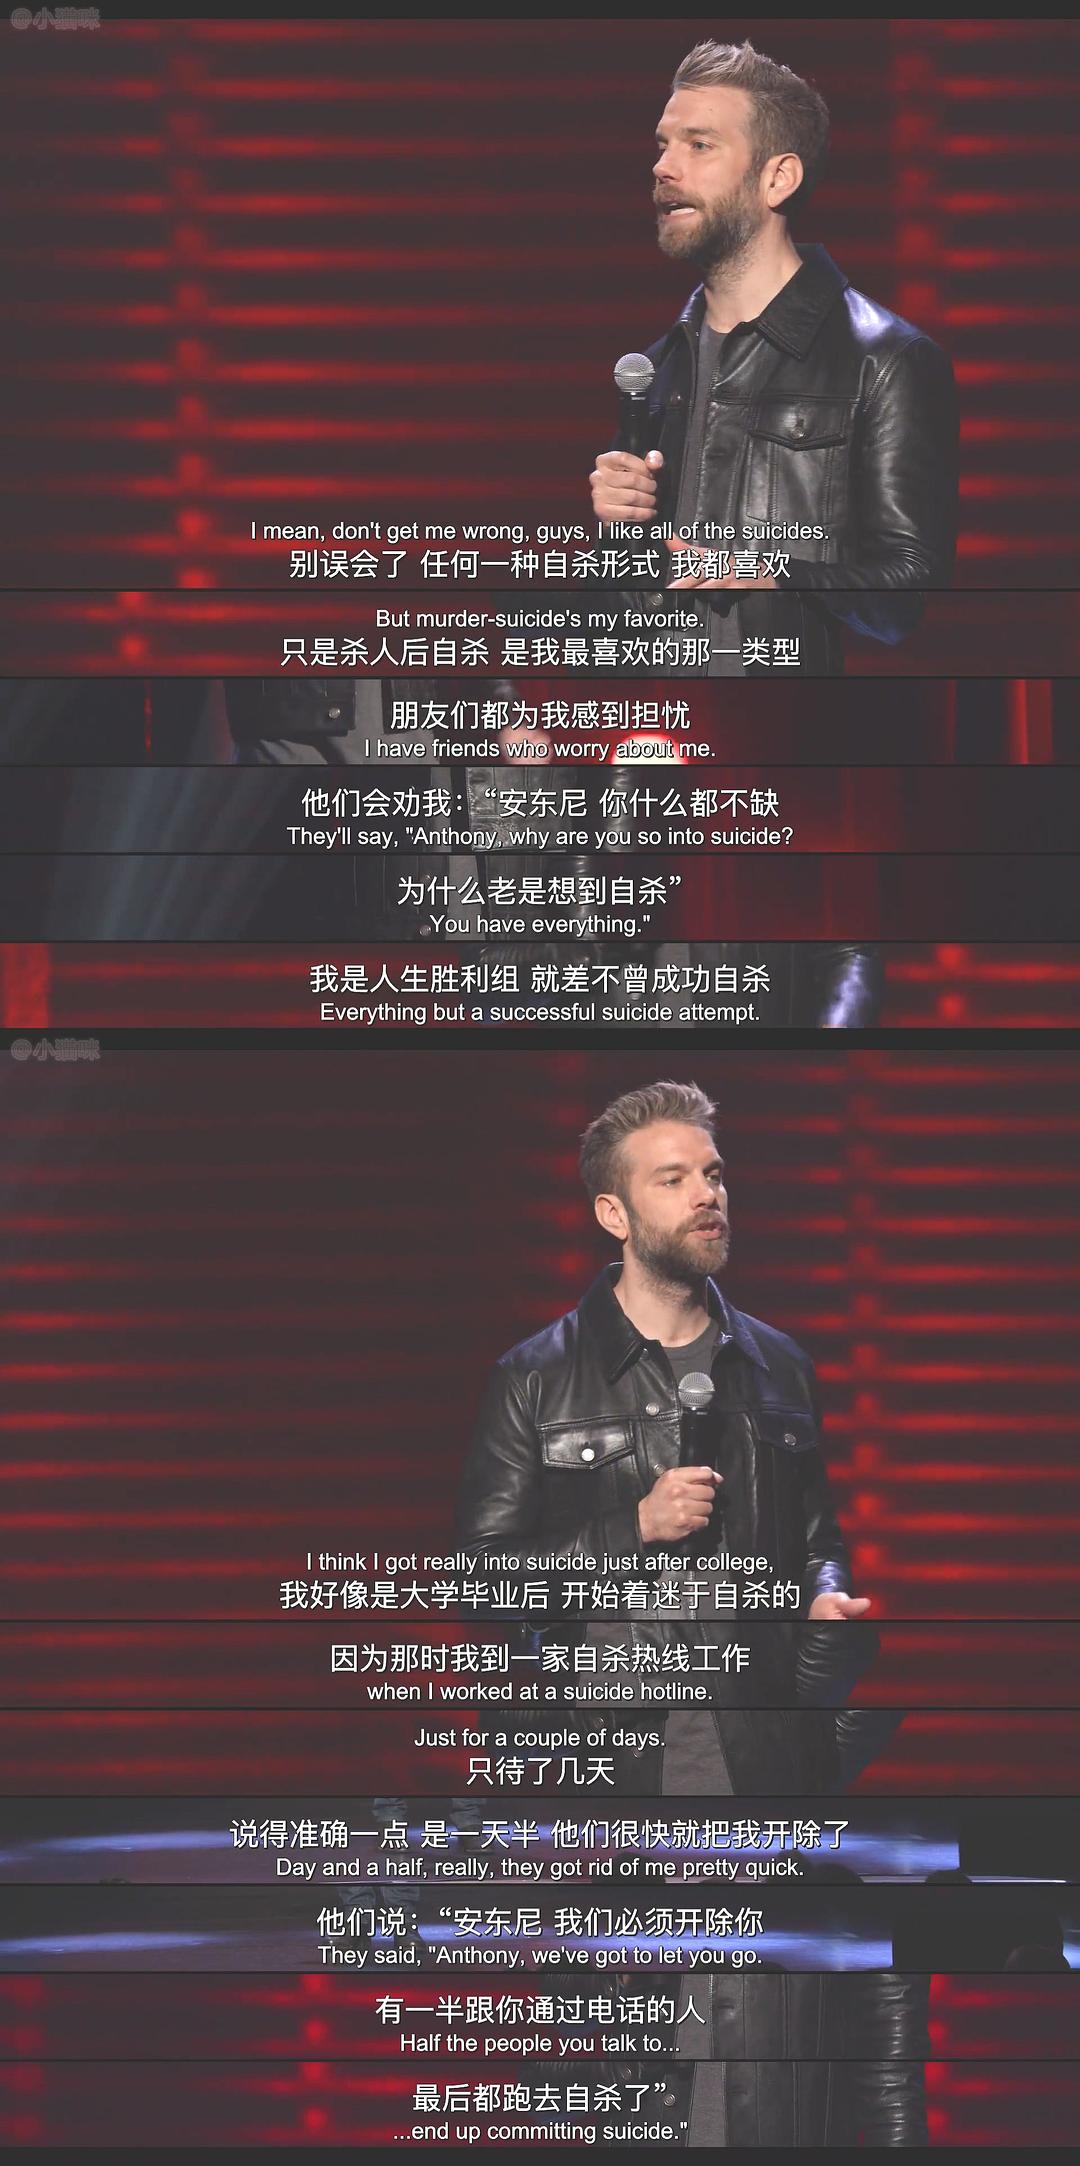 @小猫咪
I mean, don't get me wrong, guys, I like all of the suicides.
别误会了 任何一种自杀形式 我都喜欢
But murder-suicide's my favorite.
只是杀人后自杀 是我最喜欢的那一类型
朋友们都为我感到担忧
I have friends who worry about me.
他们会劝我：“安东尼 你什么都不缺
They'll say, "Anthony, why are you so into suicide?
为什么老是想到自杀”
You have everything."
我是人生胜利组 就差不曾成功自杀
Everything but a successful suicide attempt.
@小猫咪
I think I got really into suicide just after college,
我好像是大学毕业后 开始着迷于自杀的
因为那时我到一家自杀热线工作
when I worked at a suicide hotline.
Just for a couple of days.
只待了几天
说得准确一点 是一天半 他们很快就把我开除了
Day and a half, really, they got rid of me pretty quick.
他们说：“安东尼 我们必须开除你
They said, "Anthony, we've got to let you go.
有一半跟你通过电话的人
Half the people you talk to...
最后都跑去自杀了”
...end up committing suicide."